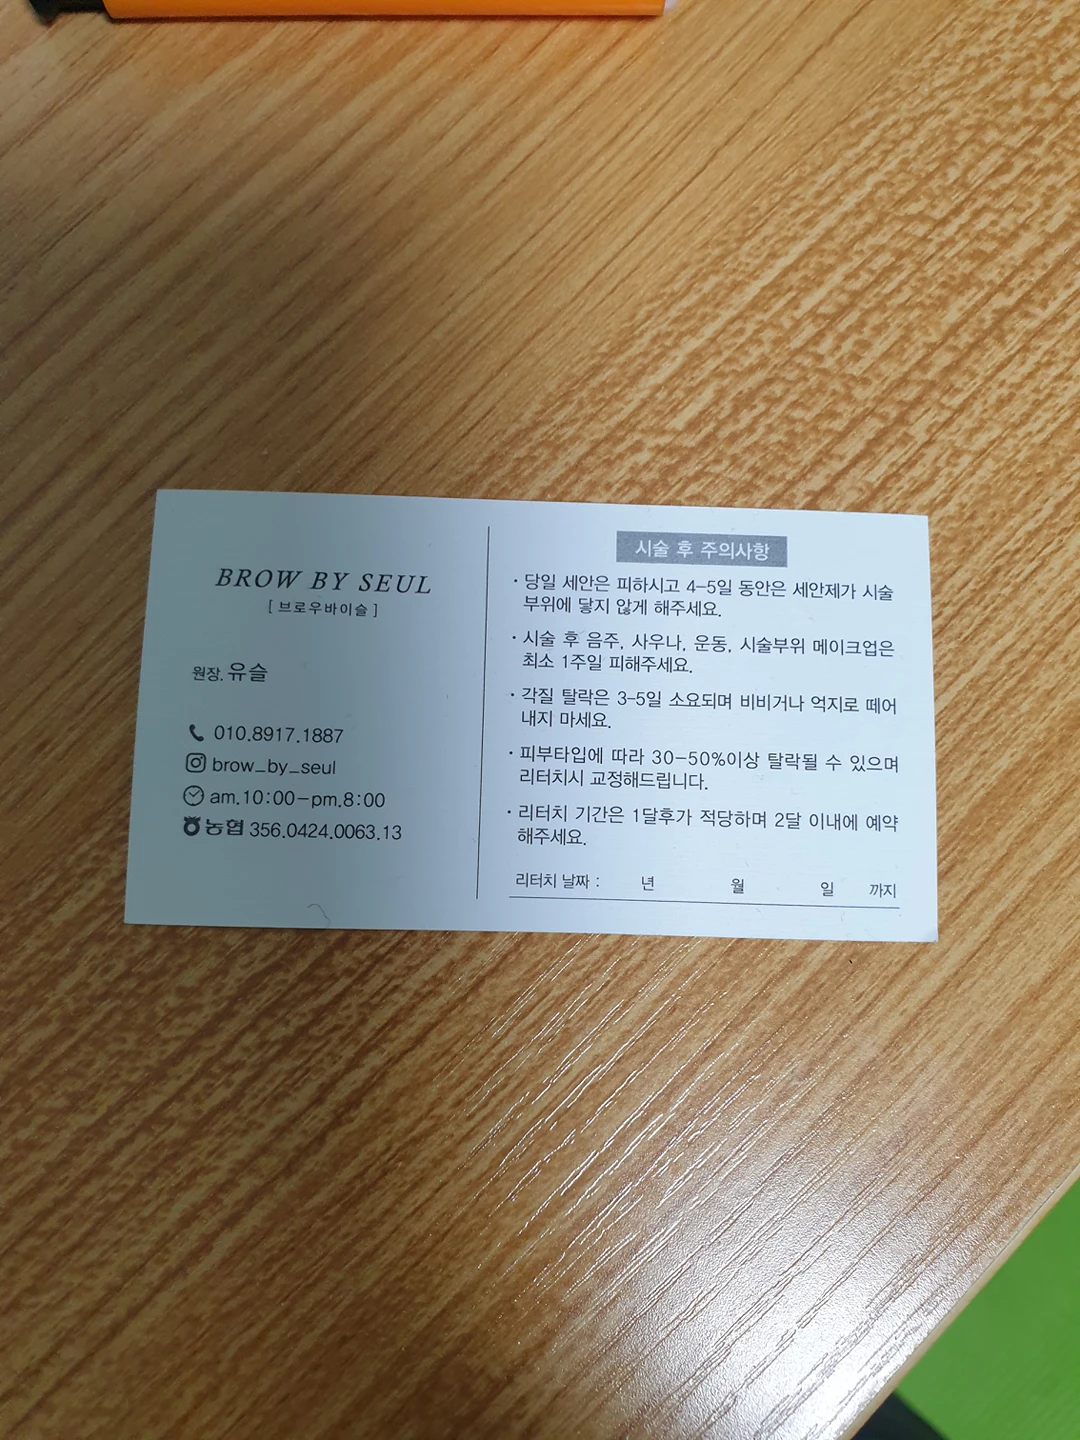 BROW BY SEUL
[브로우바이슬]
원장. 유슬
010.8917.1887
brow_by_seul
am.10:00-pm.8:00
농협 356.0424.0063.13
시술 후 주의사항
· 당일 세안은 피하시고 4-5일 동안은 세안제가 시술
부위에 닿지 않게 해주세요.
· 시술 후 음주, 사우나, 운동, 시술부위 메이크업은
최소 1주일 피해주세요.
· 각질 탈락은 3-5일 소요되며 비비거나 억지로 떼어
내지 마세요.
· 피부타입에 따라 30-50%이상 탈락될 수 있으며
리터치시 교정해드립니다.
· 리터치 기간은 1달후가 적당하며 2달 이내에 예약
해주세요.
리터치 날짜 : 년 월 일 까지